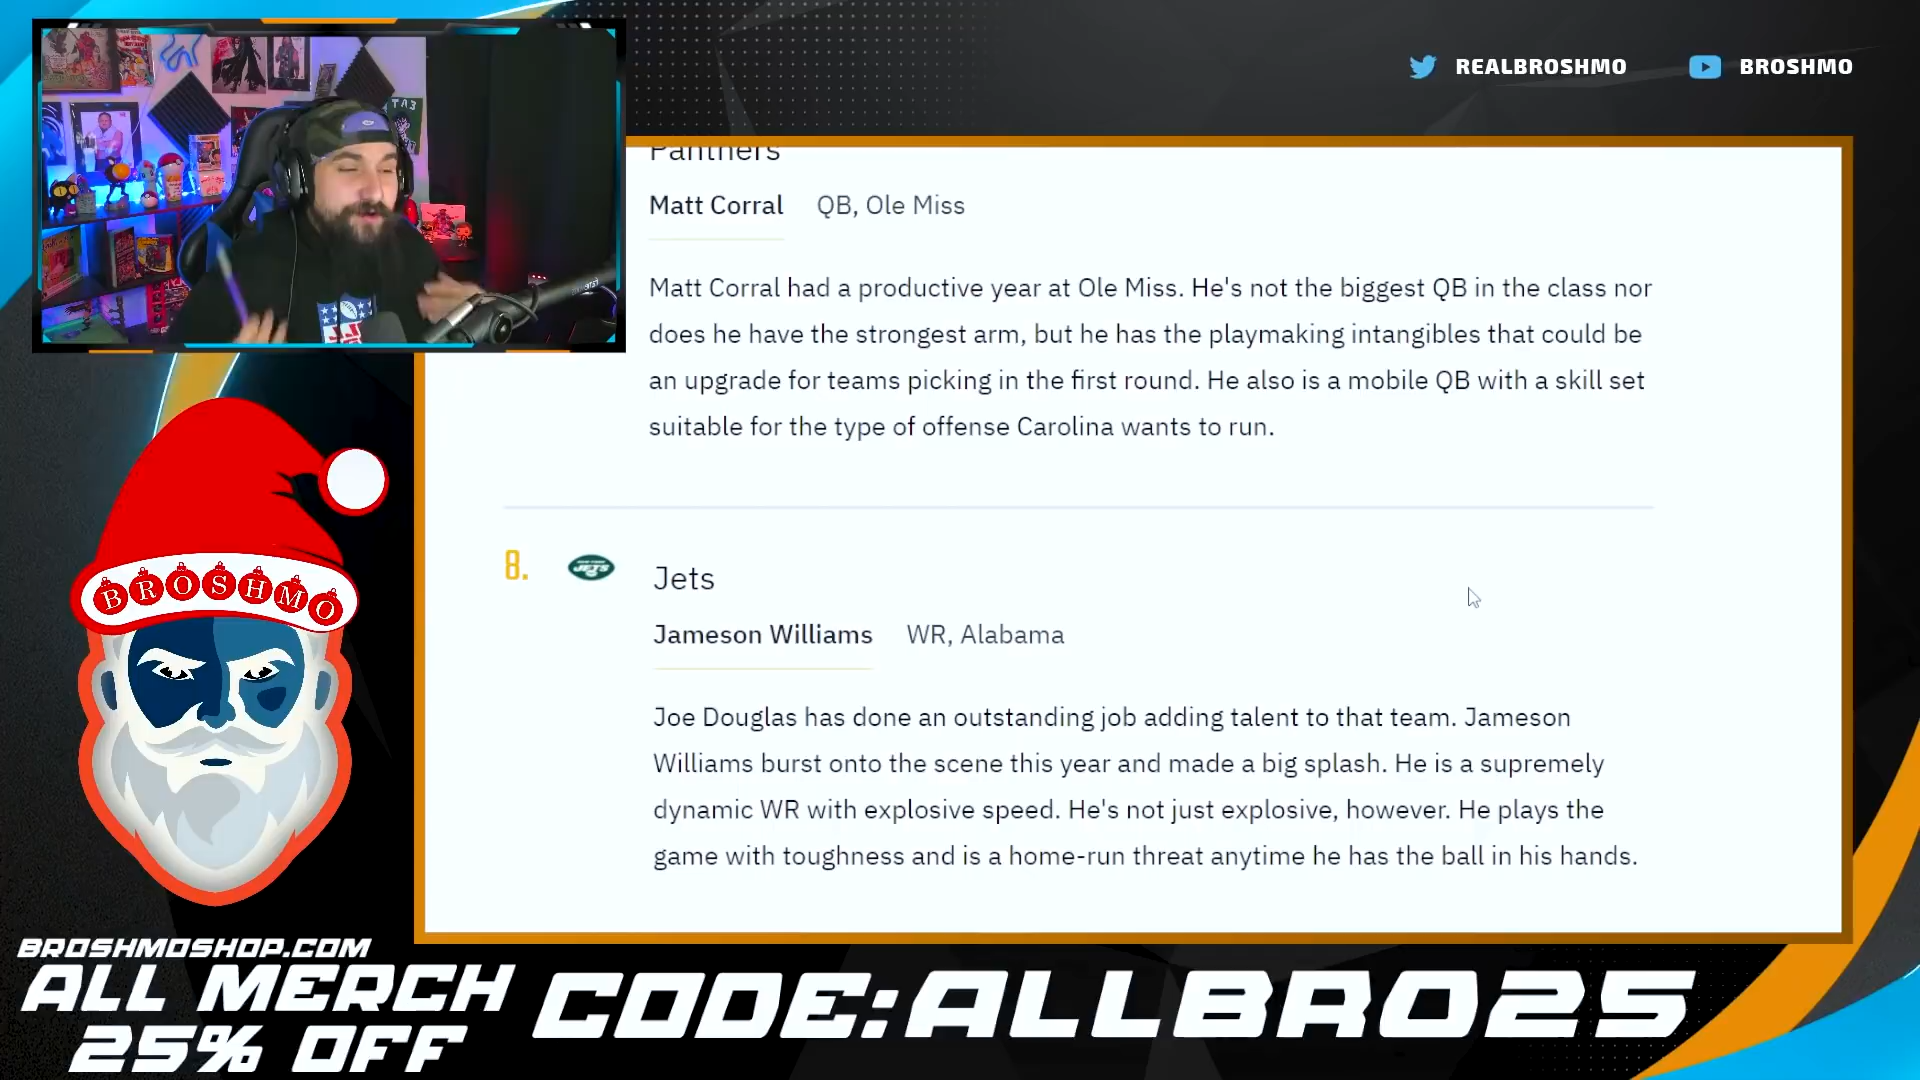 REALBROSHMO
BROSHMO
Panthers
Matt Corral QB, Ole Miss
Matt Corral had a productive year at Ole Miss. He's not the biggest QB in the class nor
does he have the strongest arm, but he has the playmaking intangibles that could be
an upgrade for teams picking in the first round. He also is a mobile QB with a skill set
suitable for the type of offense Carolina wants to run.
8. JETS Jets
Jameson Williams WR, Alabama
Joe Douglas has done an outstanding job adding talent to that team. Jameson
Williams burst onto the scene this year and made a big splash. He is a supremely
dynamic WR with explosive speed. He's not just explosive, however. He plays the
game with toughness and is a home-run threat anytime he has the ball in his hands.
BROSHMO
BROSHMOSHOP.COM
ALL MERCH
25% OFF
CODE:ALLBRO25